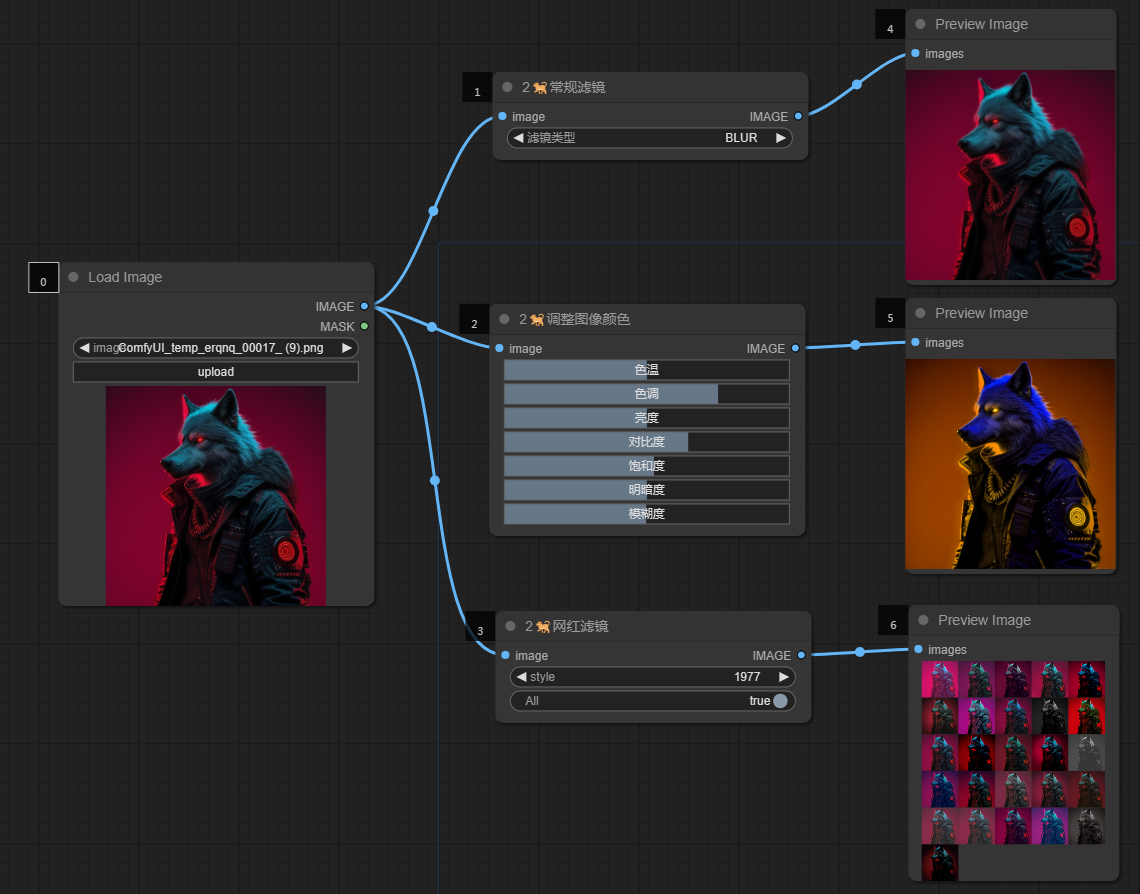 0
Load Image
IMAGE
MASK
ComfyUI_temp_erqnq_00017_ (9).png
upload
1
2🐕常规滤镜
image IMAGE
滤镜类型 BLUR
2
2🐕调整图像颜色
image IMAGE
色温
色调
亮度
对比度
饱和度
明暗度
模糊度
3
2🐕网红滤镜
image IMAGE
style 1977
All true
4
Preview Image
images
5
Preview Image
images
6
Preview Image
images